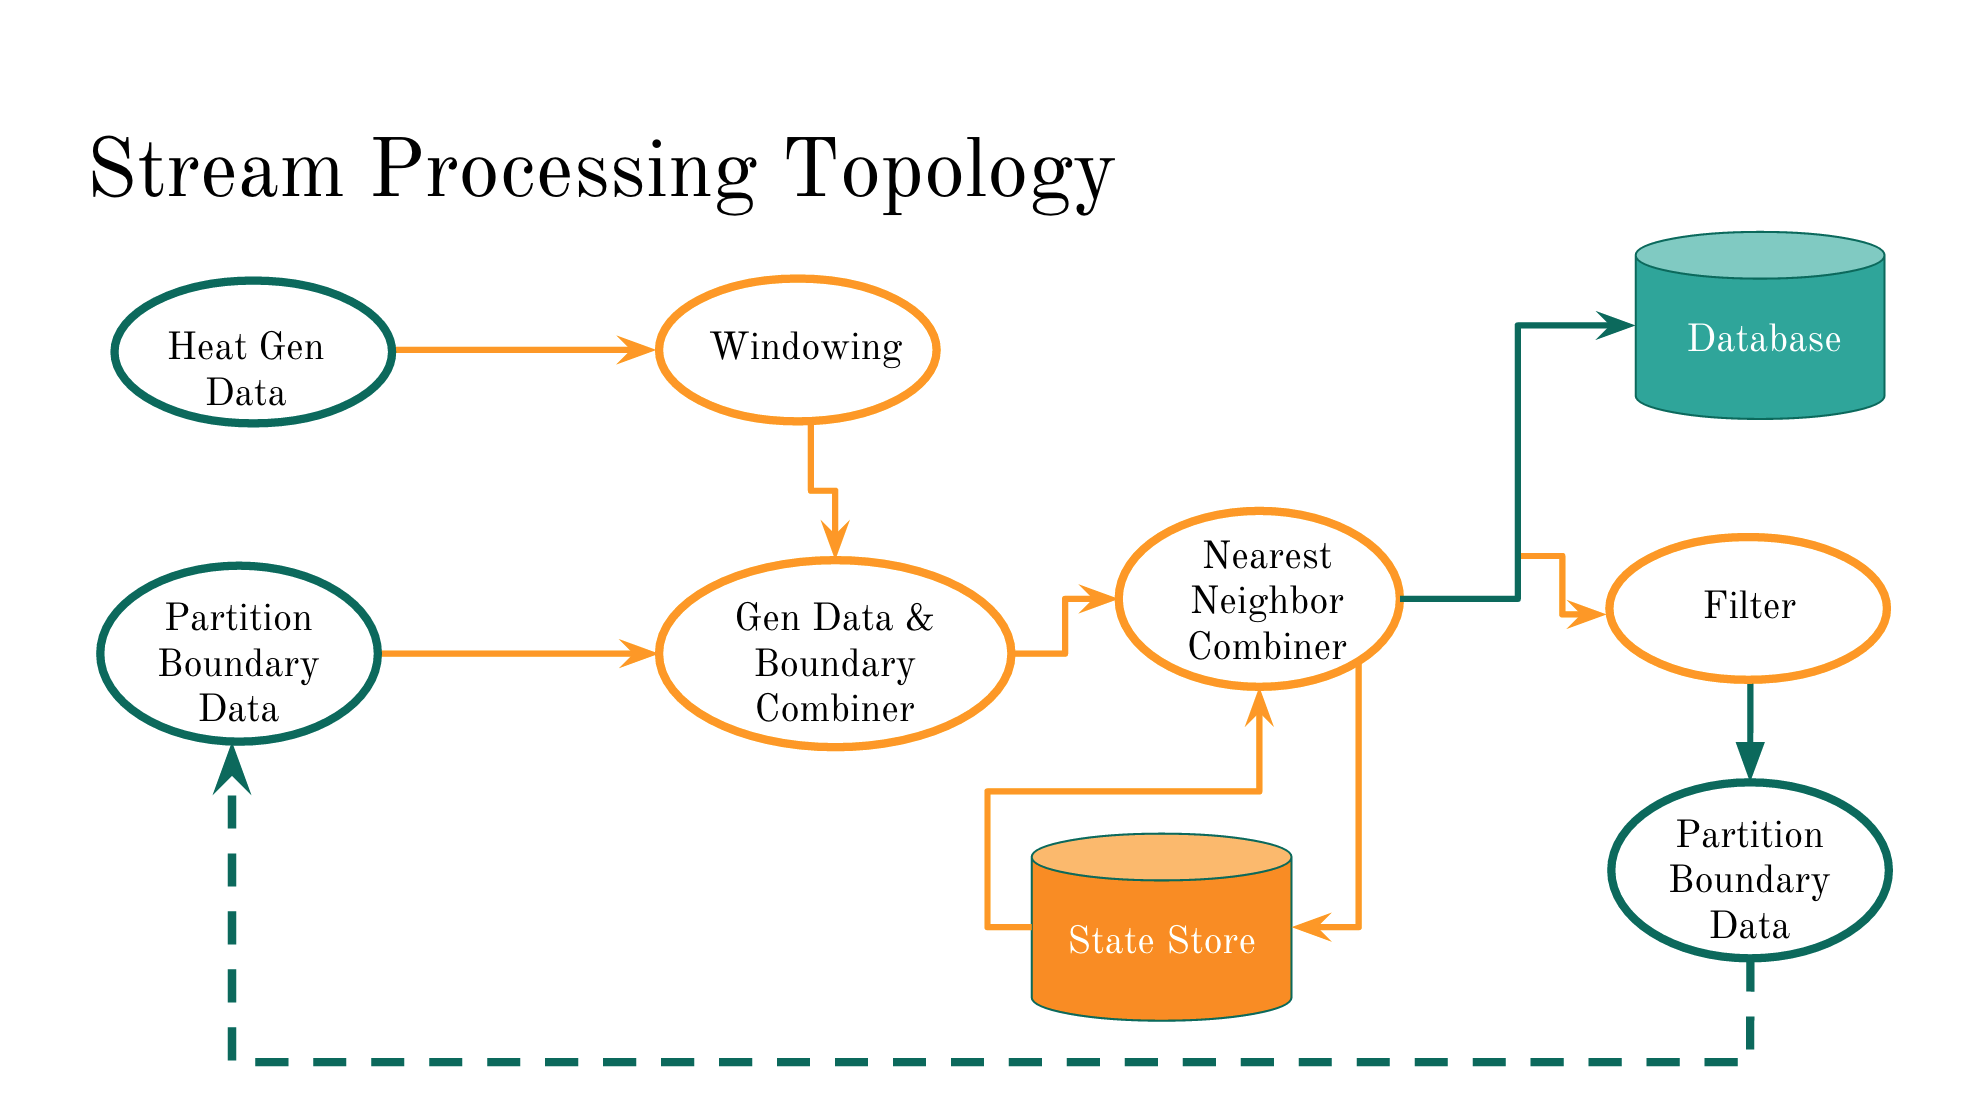 Stream Processing Topology
Heat Gen
Data
Windowing
Database
Partition
Boundary
Data
Gen Data &
Boundary
Combiner
Nearest
Neighbor
Combiner
Filter
State Store
Partition
Boundary
Data